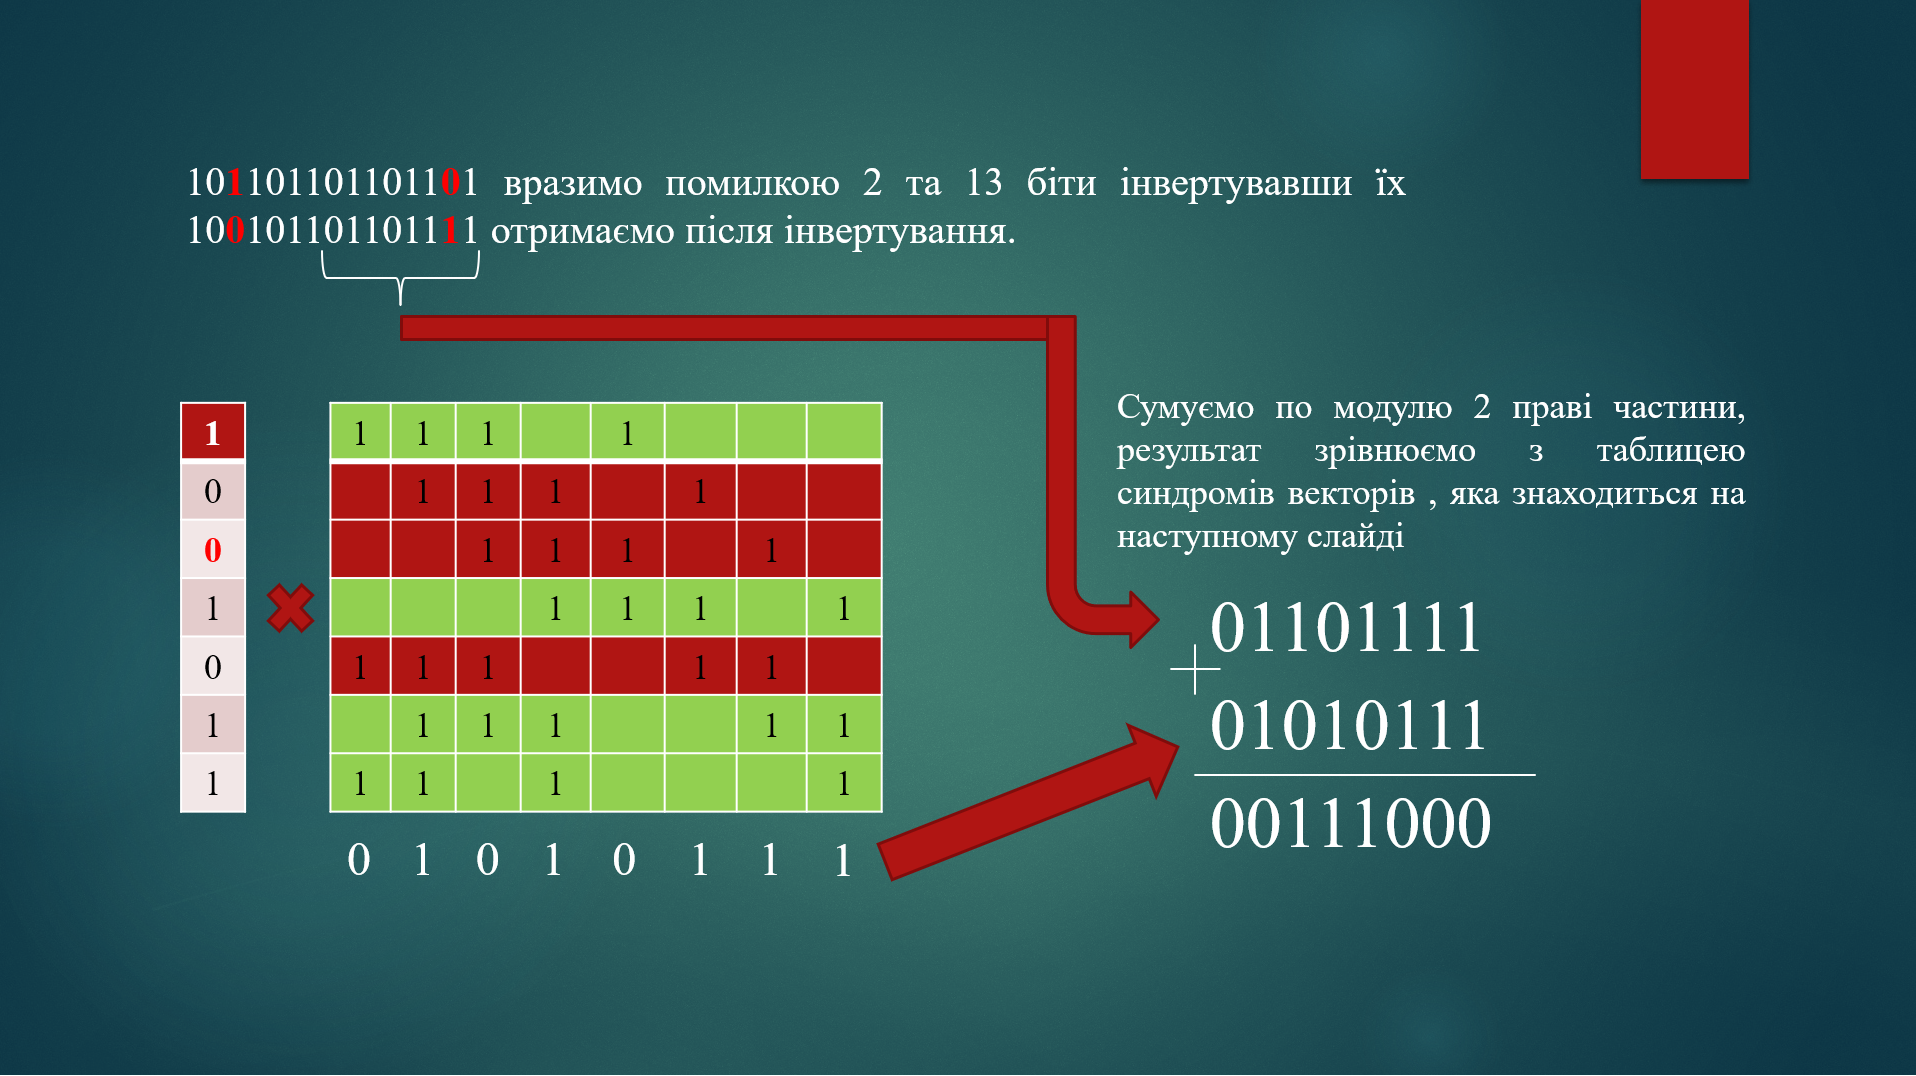 101101101101101 вразимо помилкою 2 та 13 біти інвертувавши їх
100101101101111 отримаємо після інвертування.
Сумуємо по модулю 2 праві частини,
результат зрівнюємо з таблицею
синдромів векторів , яка знаходиться на
наступному слайді
1 1 1 1 1
0 1 1 1 1
0 1 1 1 1
1 1 1 1 1
0 1 1 1 1 1
1 1 1 1 1 1
1 1 1 1 1
0 1 0 1 0 1 1 1
01101111
01010111
00111000